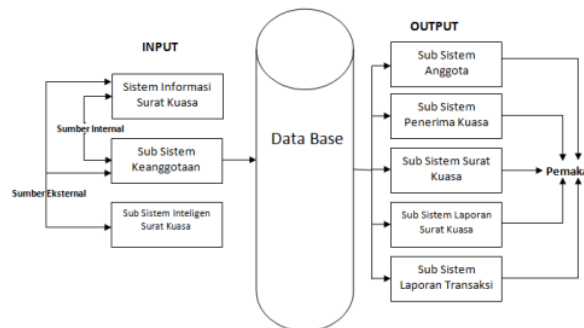 INPUT
Sistem Informasi
Surat Kuasa
Sumber Internal
Sub Sistem
Keanggotaan
Sumber Eksternal
Sub Sistem Inteligen
Surat Kuasa
Data Base
OUTPUT
Sub Sistem
Anggota
Sub Sistem
Penerima Kuasa
Sub Sistem Surat
Kuasa
Sub Sistem Laporan
Surat Kuasa
Sub Sistem
Laporan Transaksi
Pemaka